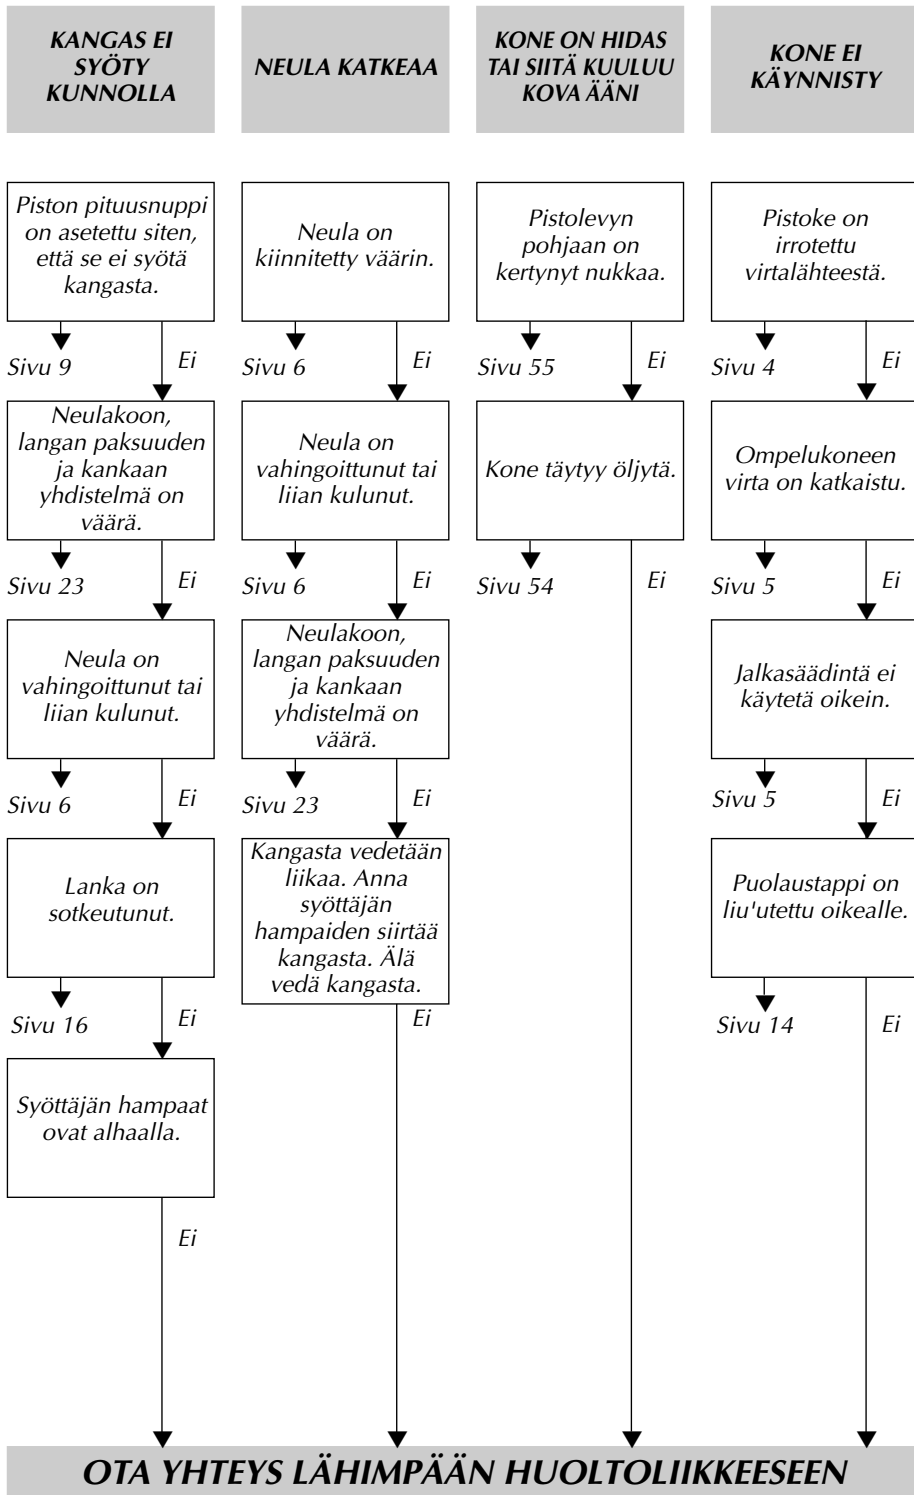 KANGAS EI
SYÖTY
KUNNOLLA
Piston pituusnuppi
on asetettu siten,
että se ei syötä
kangasta.
Sivu 9
Ei
Neulakoon,
langan paksuuden
ja kankaan
yhdistelmä on
väärä.
Sivu 23
Ei
Neula on
vahingoittunut tai
liian kulunut.
Sivu 6
Ei
Lanka on
sotkeutunut.
Sivu 16
Ei
Syöttäjän hampaat
ovat alhaalla.
Ei
NEULA KATKEAA
Neula on
kiinnitetty väärin.
Sivu 6
Ei
Neula on
vahingoittunut tai
liian kulunut.
Sivu 6
Ei
Neulakoon,
langan paksuuden
ja kankaan
yhdistelmä on
väärä.
Sivu 23
Ei
Kangasta vedetään
liikaa. Anna
syöttäjän
hampaiden siirtää
kangasta. Älä
vedä kangasta.
Ei
KONE ON HIDAS
TAI SIITÄ KUULUU
KOVA ÄÄNI
Pistolevyn
pohjaan on
kertynyt nukkaa.
Sivu 55
Ei
Kone täytyy öljytä.
Sivu 54
Ei
KONE EI
KÄYNNISTY
Pistoke on
irrotettu
virtalähteestä.
Sivu 4
Ei
Ompelukoneen
virta on katkaistu.
Sivu 5
Ei
Jalkasäädintä ei
käytetä oikein.
Sivu 5
Ei
Puolaustappi on
liu'utettu oikealle.
Sivu 14
Ei
OTA YHTEYS LÄHIMPÄÄN HUOLTOLIIKKEESEEN